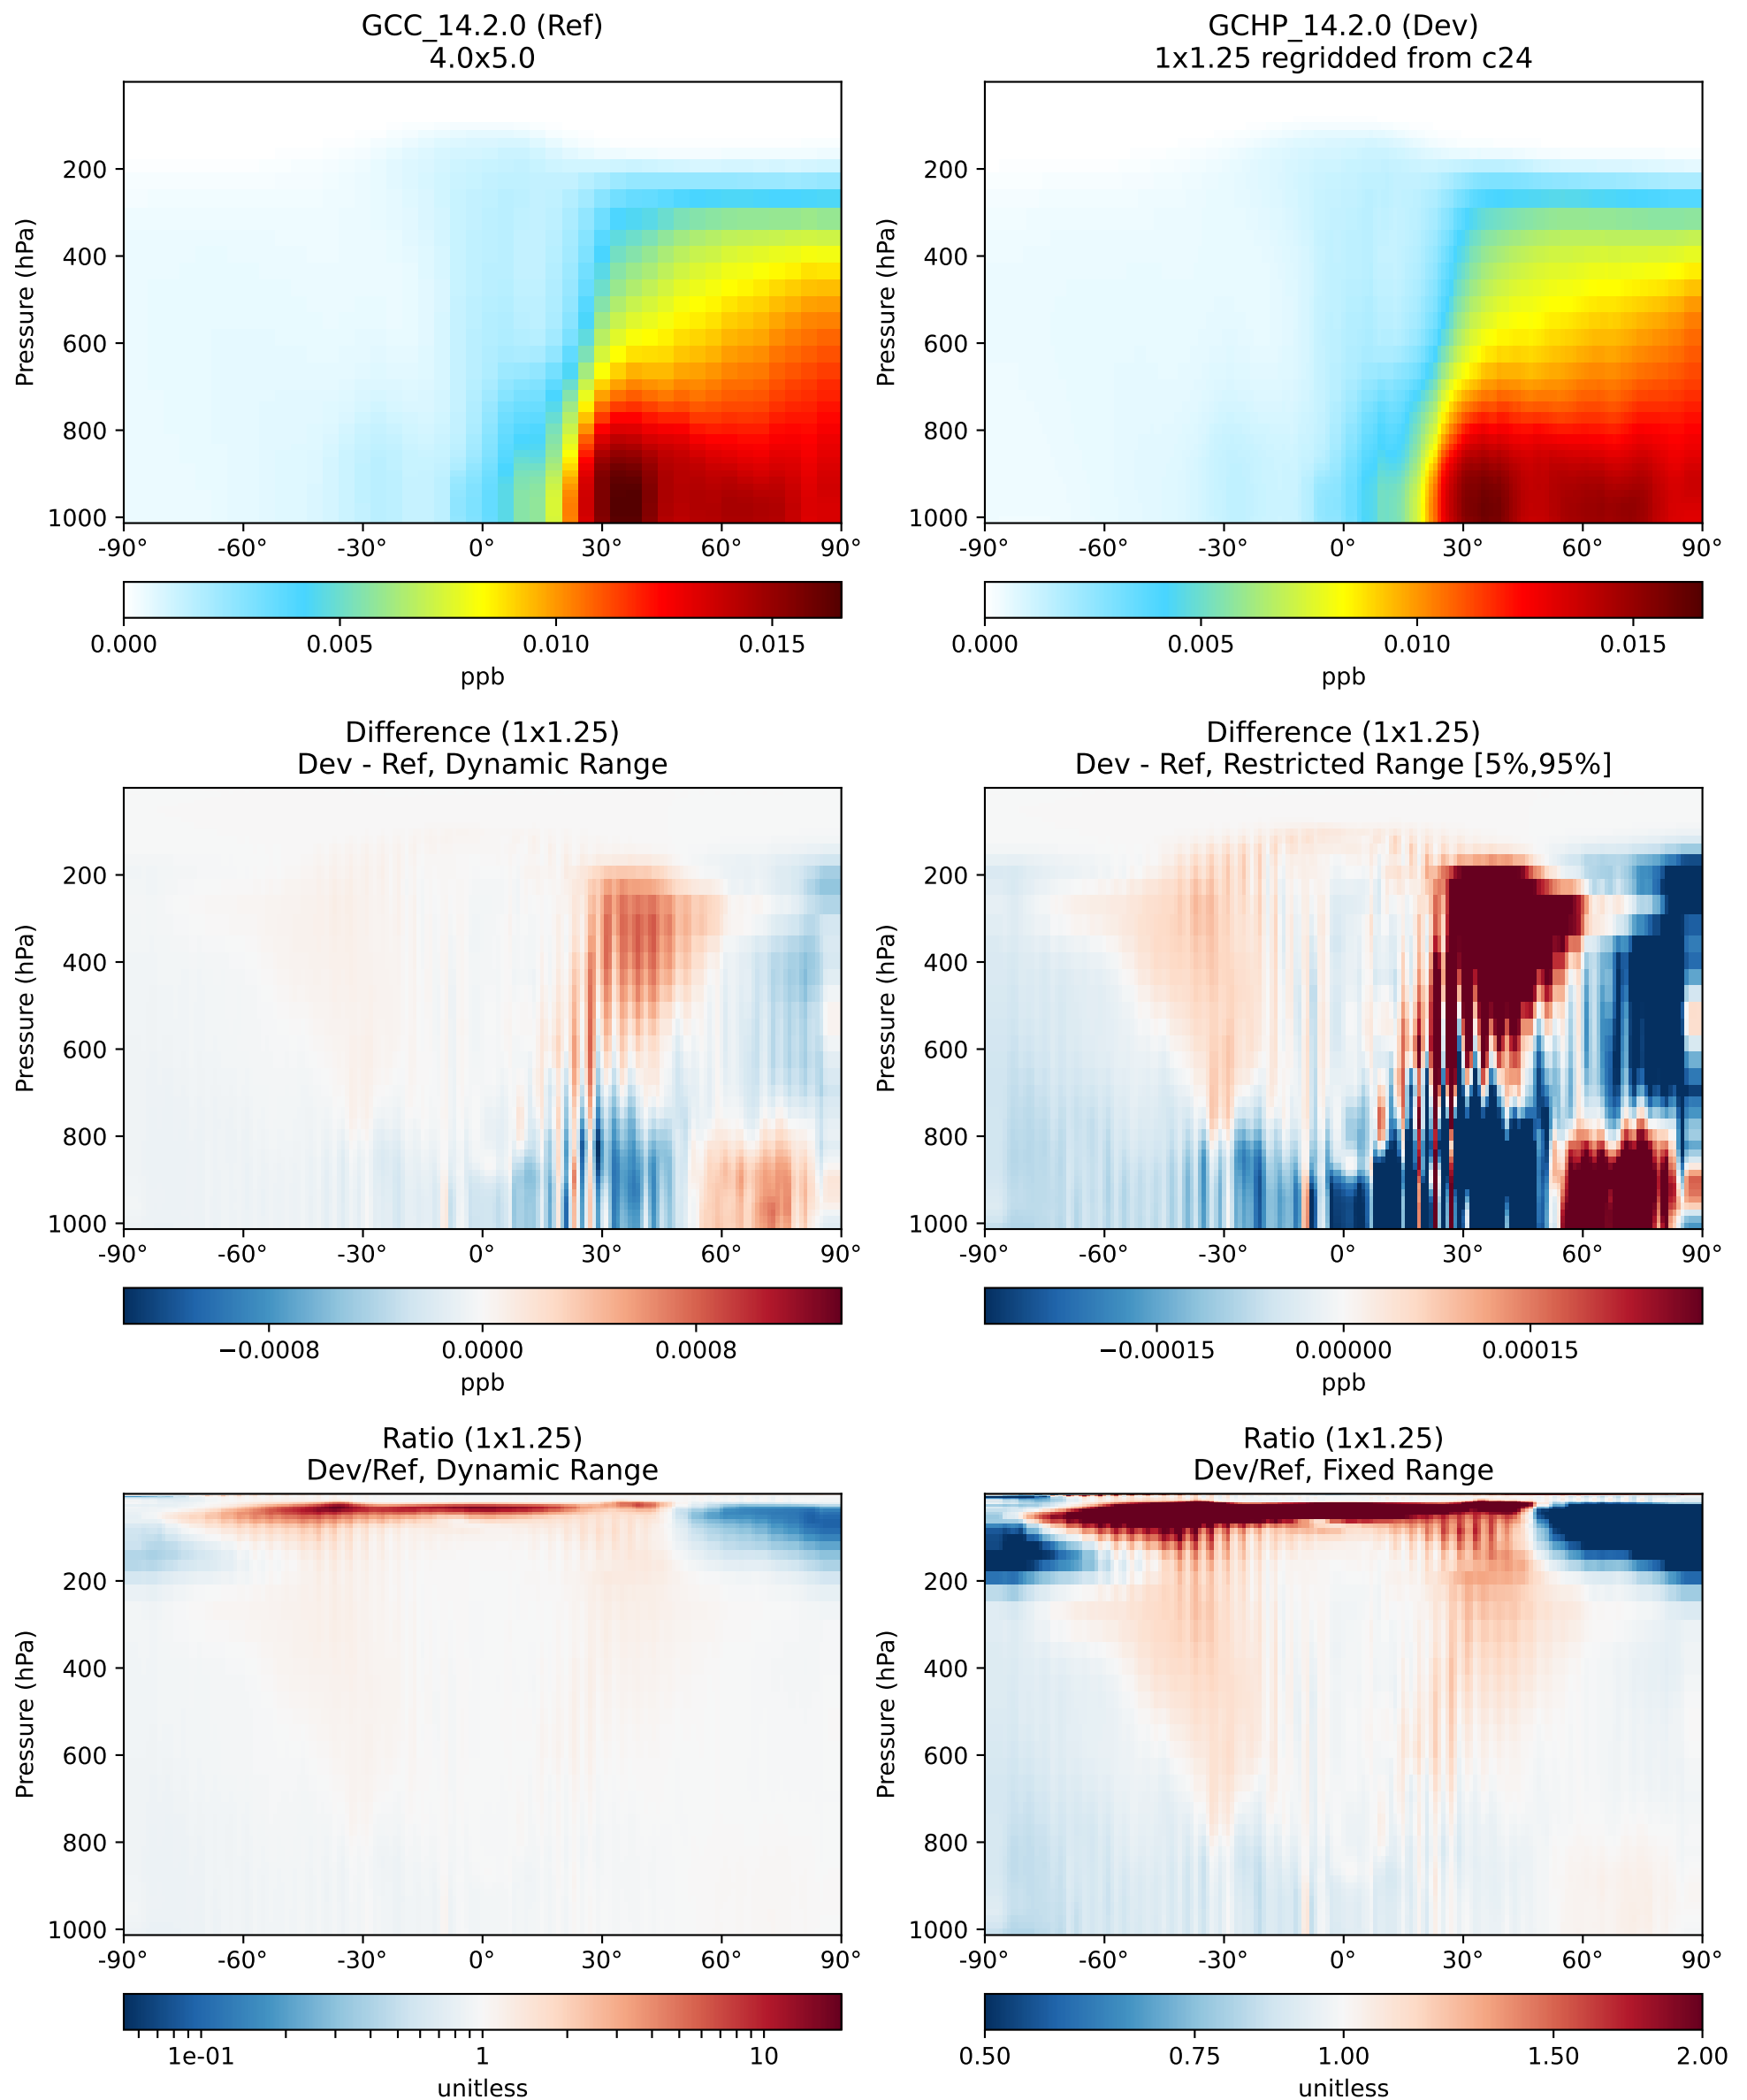 GCC_14.2.0 (Ref)
4.0x5.0
Pressure (hPa)
200
400
600
800
1000
-90° -60° -30° 0° 30° 60° 90°
0.000 0.005 0.010 0.015
ppb
GCHP_14.2.0 (Dev)
1x1.25 regridded from c24
Pressure (hPa)
200
400
600
800
1000
-90° -60° -30° 0° 30° 60° 90°
0.000 0.005 0.010 0.015
ppb
Difference (1x1.25)
Dev - Ref, Dynamic Range
Pressure (hPa)
200
400
600
800
1000
-90° -60° -30° 0° 30° 60° 90°
−0.0008 0.0000 0.0008
ppb
Difference (1x1.25)
Dev - Ref, Restricted Range [5%,95%]
Pressure (hPa)
200
400
600
800
1000
-90° -60° -30° 0° 30° 60° 90°
−0.00015 0.00000 0.00015
ppb
Ratio (1x1.25)
Dev/Ref, Dynamic Range
Pressure (hPa)
200
400
600
800
1000
-90° -60° -30° 0° 30° 60° 90°
1e-01 1 10
unitless
Ratio (1x1.25)
Dev/Ref, Fixed Range
Pressure (hPa)
200
400
600
800
1000
-90° -60° -30° 0° 30° 60° 90°
0.50 0.75 1.00 1.50 2.00
unitless